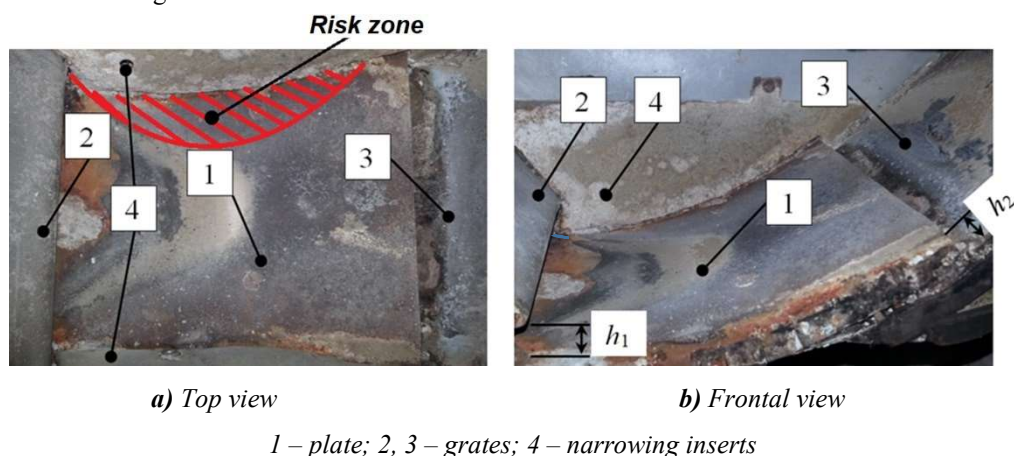 Risk zone
2
1
3
4
2
4
3
1
h2
h1
a) Top view
b) Frontal view
1 – plate; 2, 3 – grates; 4 – narrowing inserts